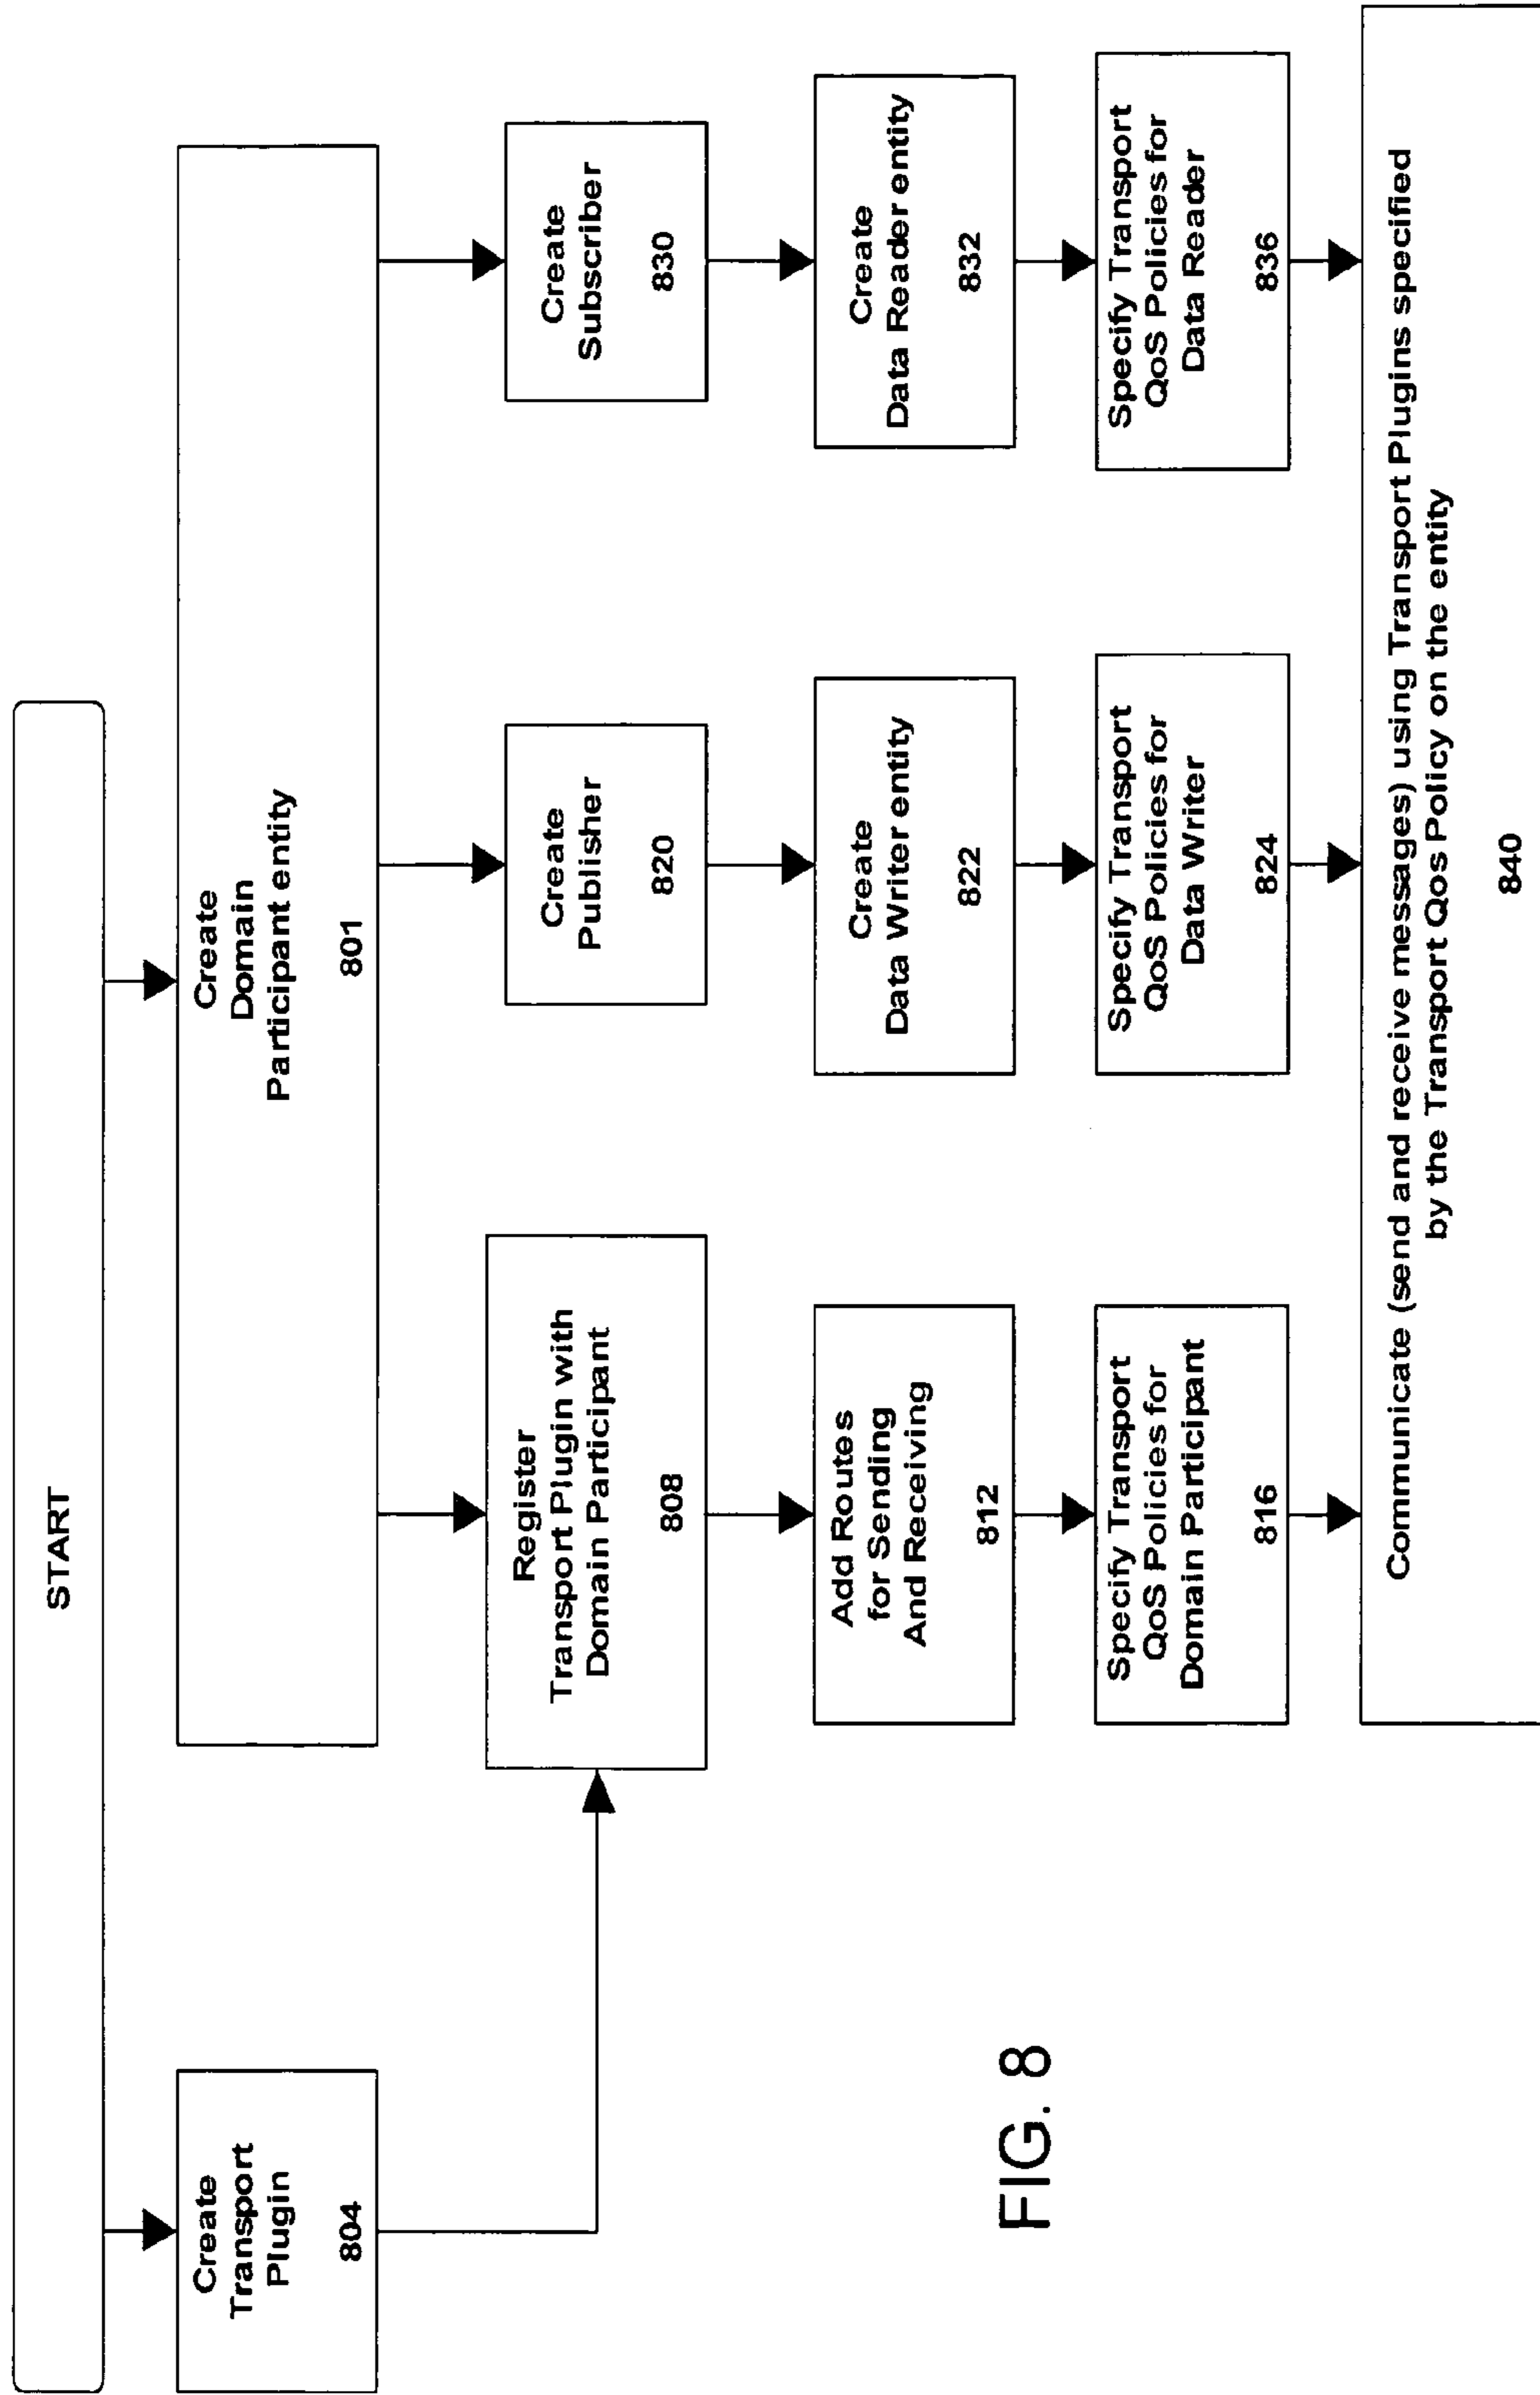 START
Create
Transport
Plugin
804
Create
Domain
Participant entity
801
Register
Transport Plugin with
Domain Participant
808
Create
Publisher
820
Create
Subscriber
830
Add Routes
for Sending
And Receiving
812
Create
Data Writer entity
822
Create
Data Reader entity
832
Specify Transport
QoS Policies for
Domain Participant
816
Specify Transport
QoS Policies for
Data Writer
824
Specify Transport
QoS Policies for
Data Reader
836
Communicate (send and receive messages) using Transport Plugins specified
by the Transport Qos Policy on the entity
840
FIG. 8